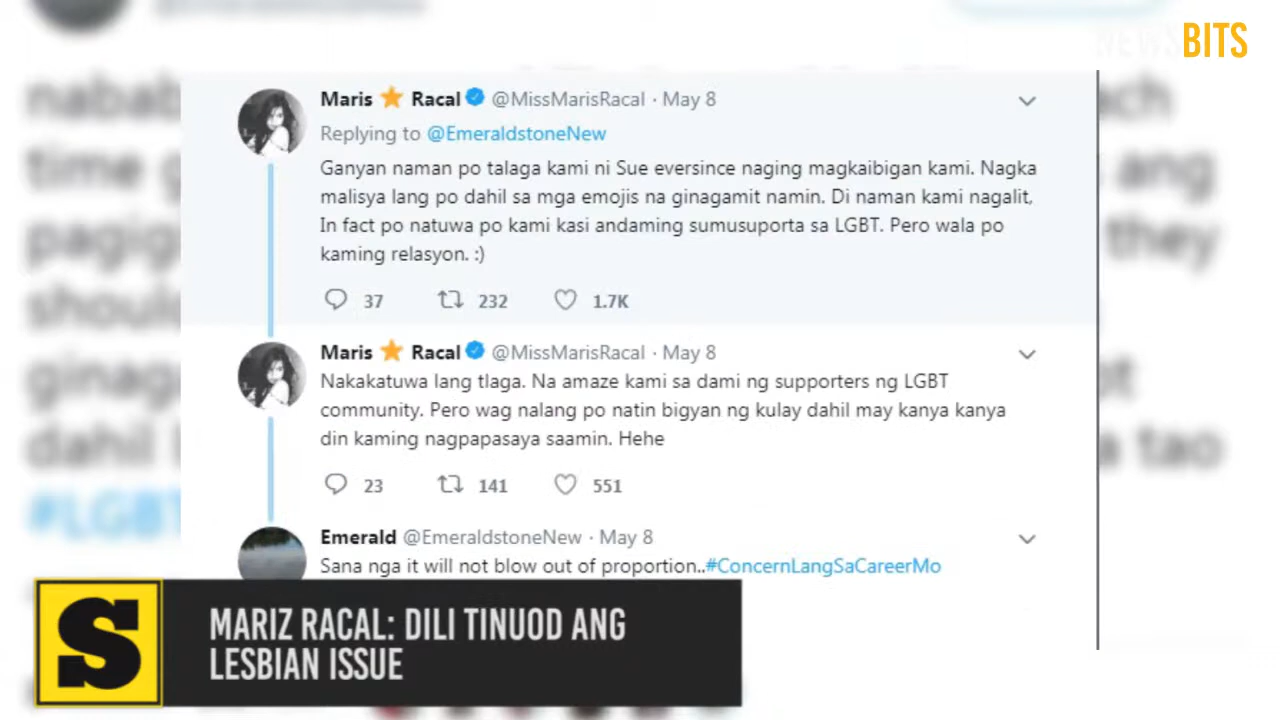 NEWSBITS
Maris ⭐ Racal @MissMarisRacal · May 8
Replying to @EmeraldstoneNew
Ganyan naman po talaga kami ni Sue eversince naging magkaibigan kami. Nagka
malisya lang po dahil sa mga emojis na ginagamit namin. Di naman kami nagalit,
In fact po natuwa po kami kasi andaming sumusuporta sa LGBT. Pero wala po
kaming relasyon. :)
37 232 1.7K
Maris ⭐ Racal @MissMarisRacal · May 8
Nakakatuwa lang tlaga. Na amaze kami sa dami ng supporters ng LGBT
community. Pero wag nalang po natin bigyan ng kulay dahil may kanya kanya
din kaming nagpapasaya saamin. Hehe
23 141 551
Emerald @EmeraldstoneNew · May 8
Sana nga it will not blow out of proportion..#ConcernLangSaCareerMo
S
MARIZ RACAL: DILI TINUOD ANG
LESBIAN ISSUE